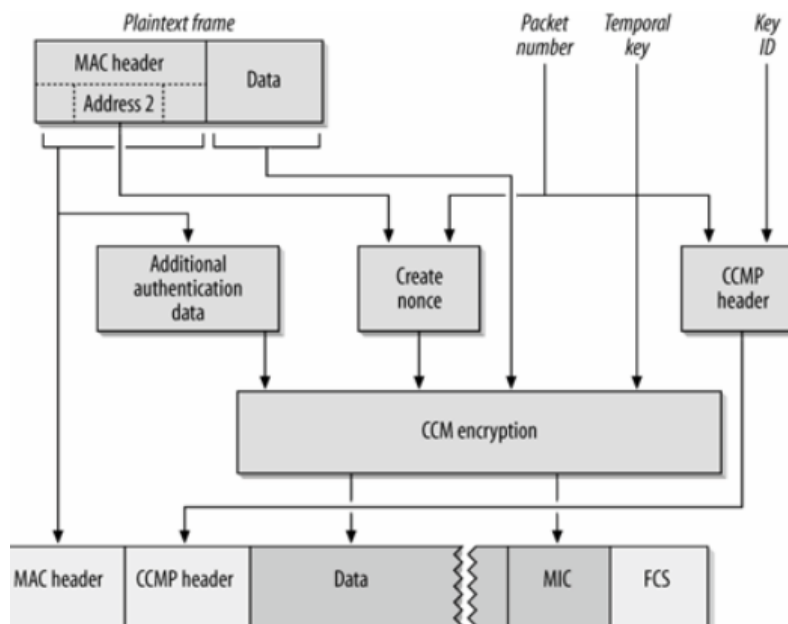 Plaintext frame
Packet
number
Temporal
key
Key
ID
MAC header
Data
Address 2
Additional
authentication
data
Create
nonce
CCMP
header
CCM encryption
MAC header
CCMP header
Data
MIC
FCS